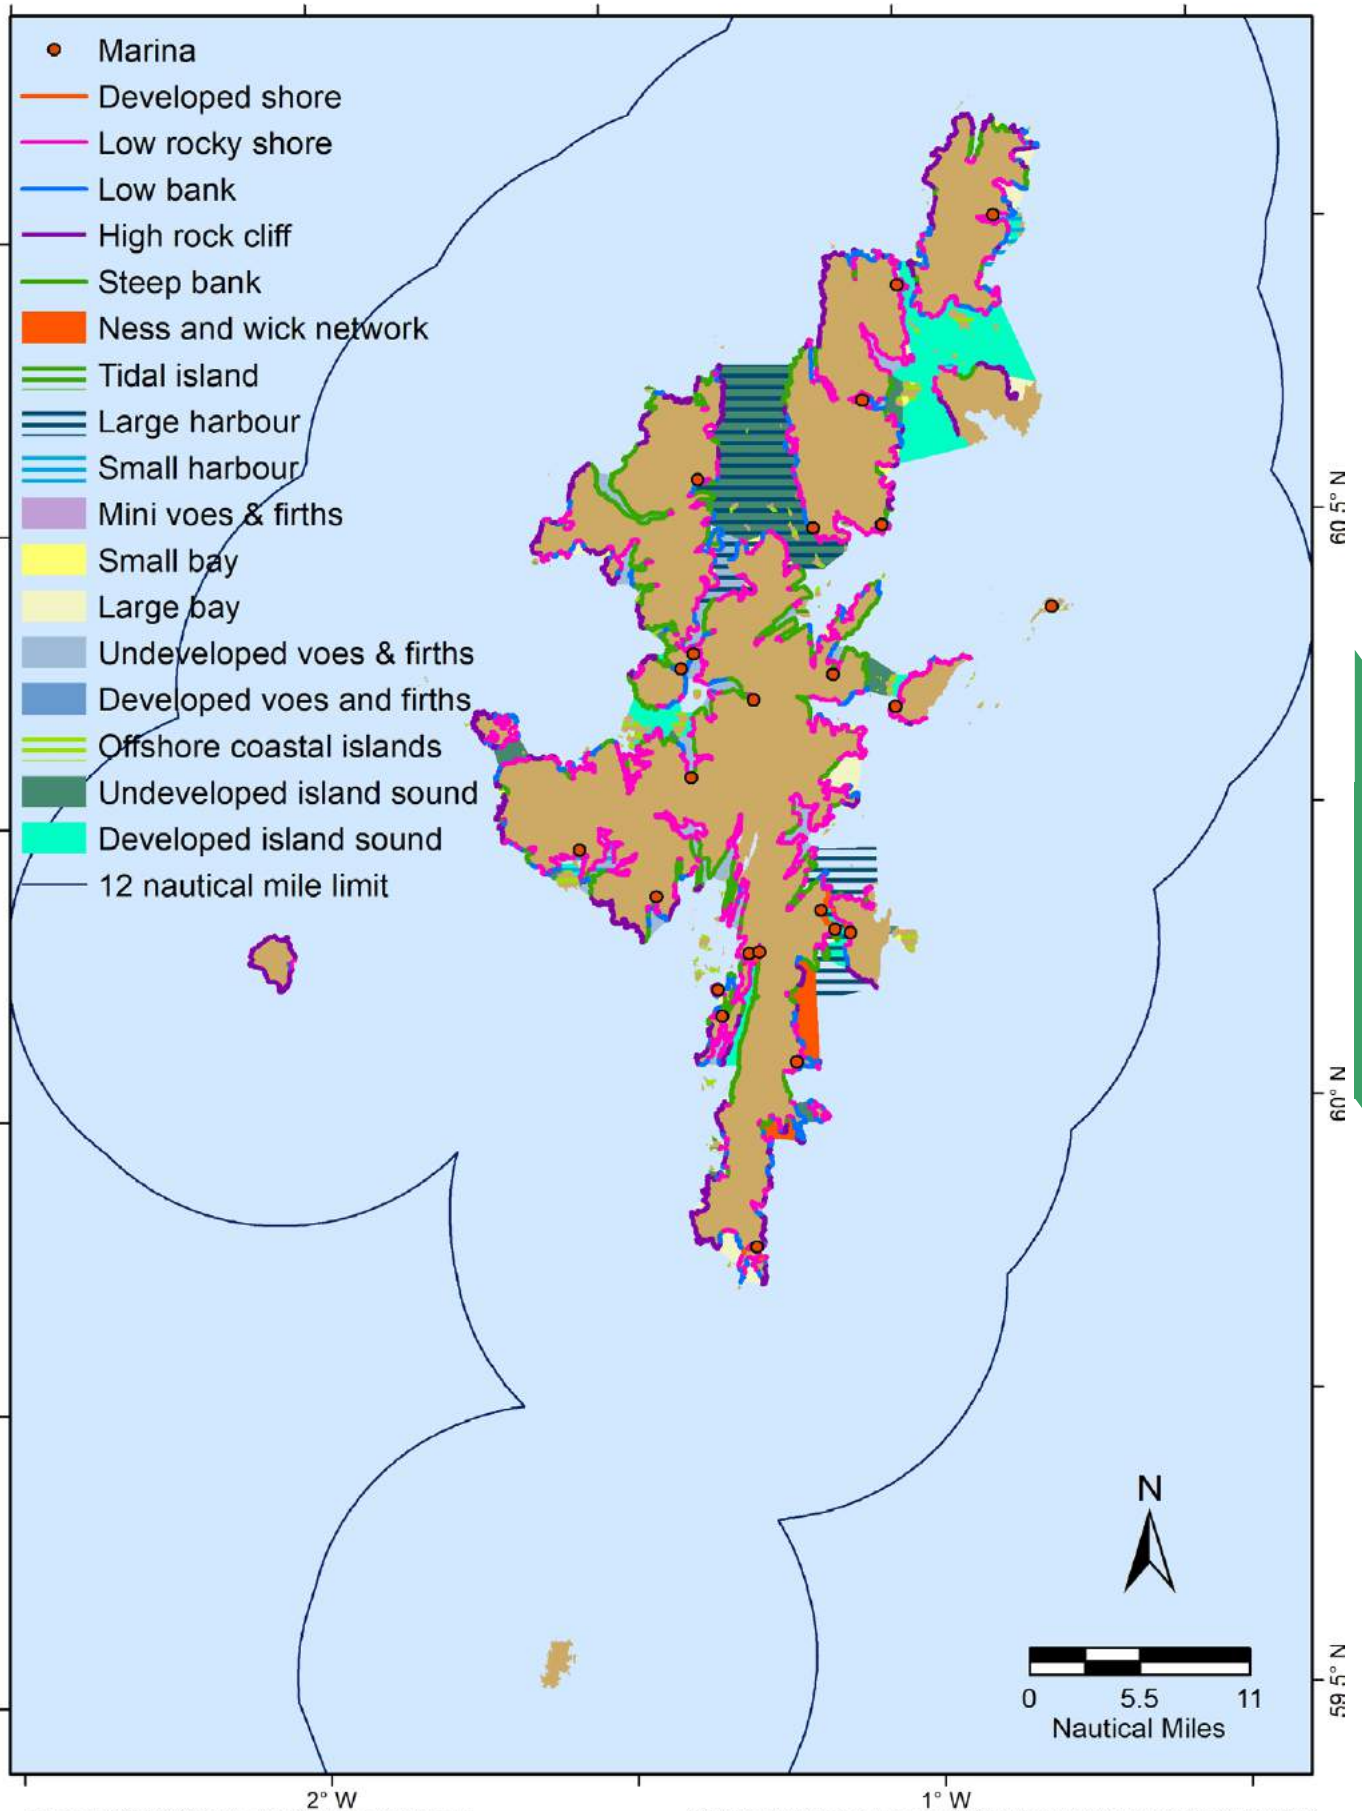 Marina
Developed shore
Low rocky shore
Low bank
High rock cliff
Steep bank
Ness and wick network
Tidal island
Large harbour
Small harbour
Mini voes & firths
Small bay
Large bay
Undeveloped voes & firths
Developed voes and firths
Offshore coastal islands
Undeveloped island sound
Developed island sound
12 nautical mile limit
60.5° N
60° N
59.5° N
N
0 5.5 11
Nautical Miles
2° W 1° W